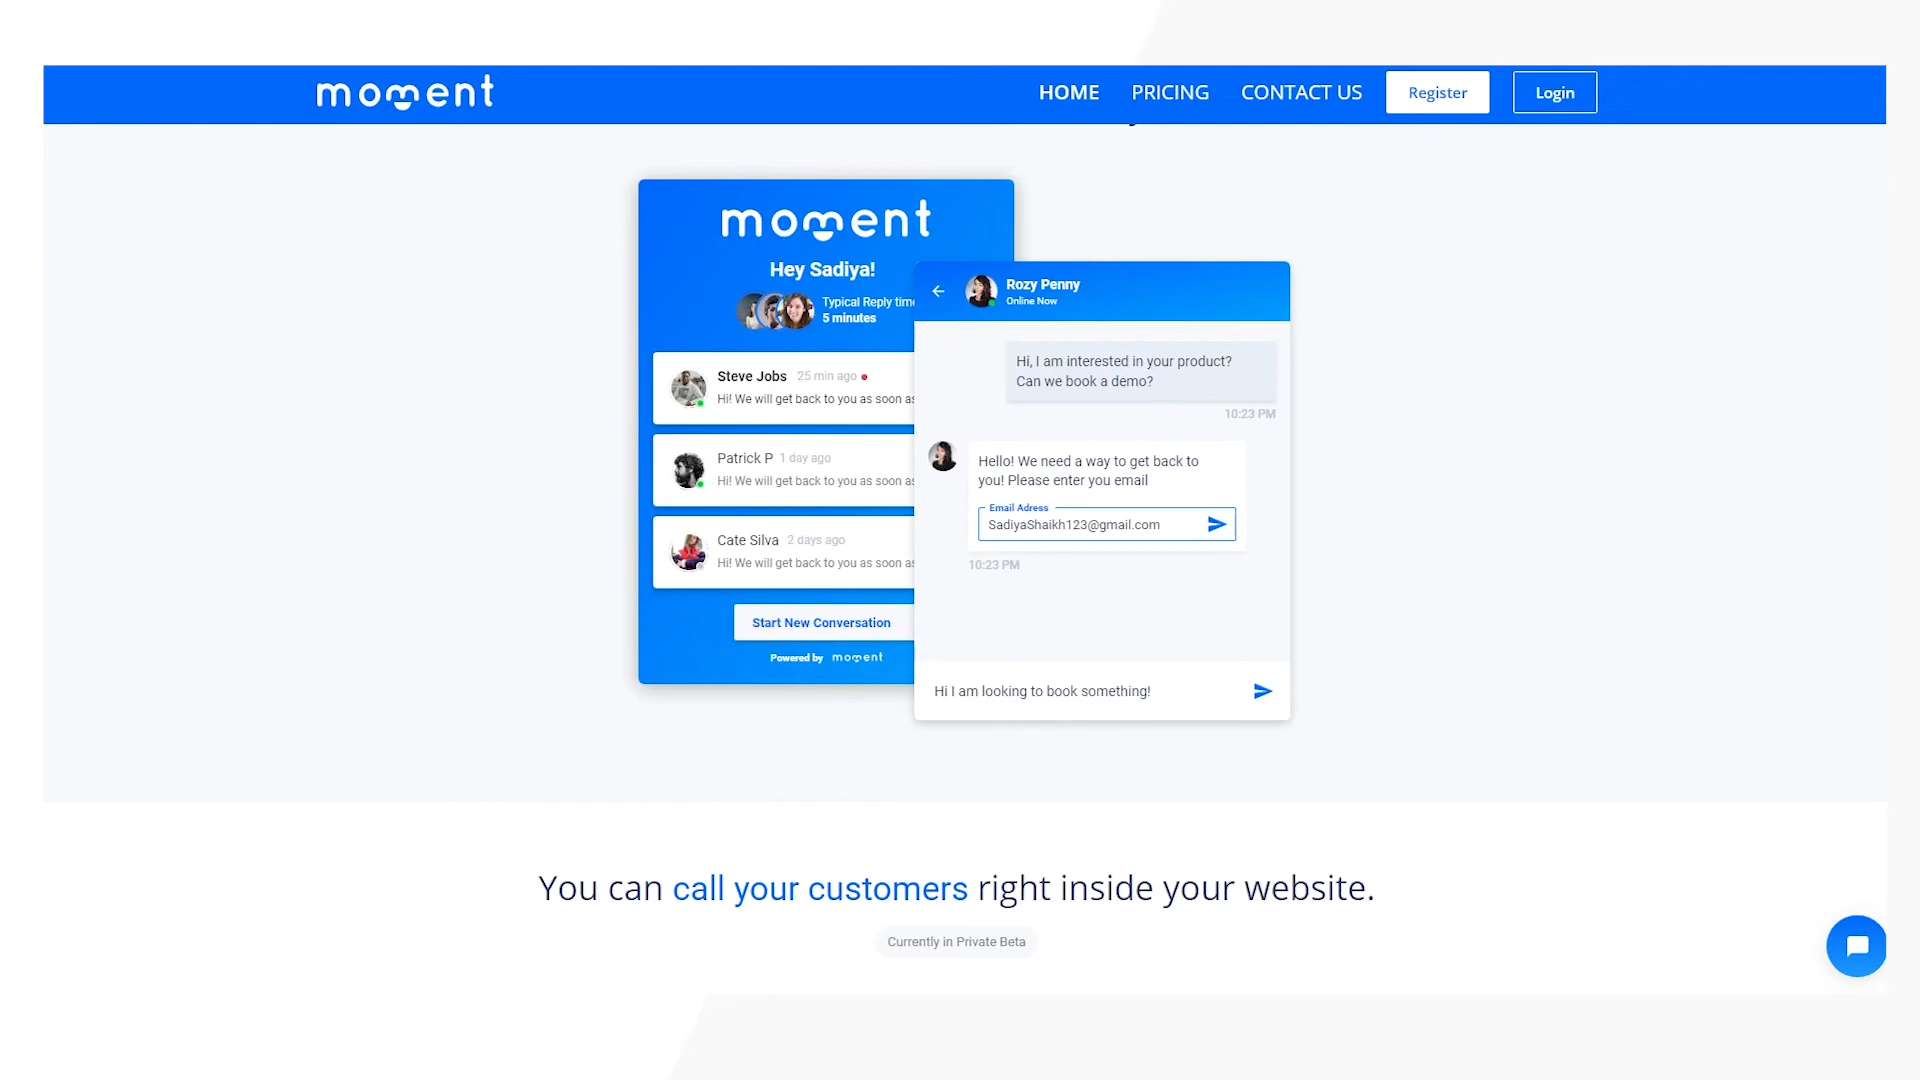 moment
HOME PRICING CONTACT US Register Login
moment
Hey Sadiya!
Typical Reply time
5 minutes
Steve Jobs 25 min ago
Hi! We will get back to you as soon as
Patrick P 1 day ago
Hi! We will get back to you as soon as
Cate Silva 2 days ago
Hi! We will get back to you as soon as
Start New Conversation
Powered by moment
Rozy Penny
Online Now
Hi, I am interested in your product?
Can we book a demo?
10:23 PM
Hello! We need a way to get back to
you! Please enter you email
Email Adress
SadiyaShaikh123@gmail.com
10:23 PM
Hi I am looking to book something!
You can call your customers right inside your website.
Currently in Private Beta